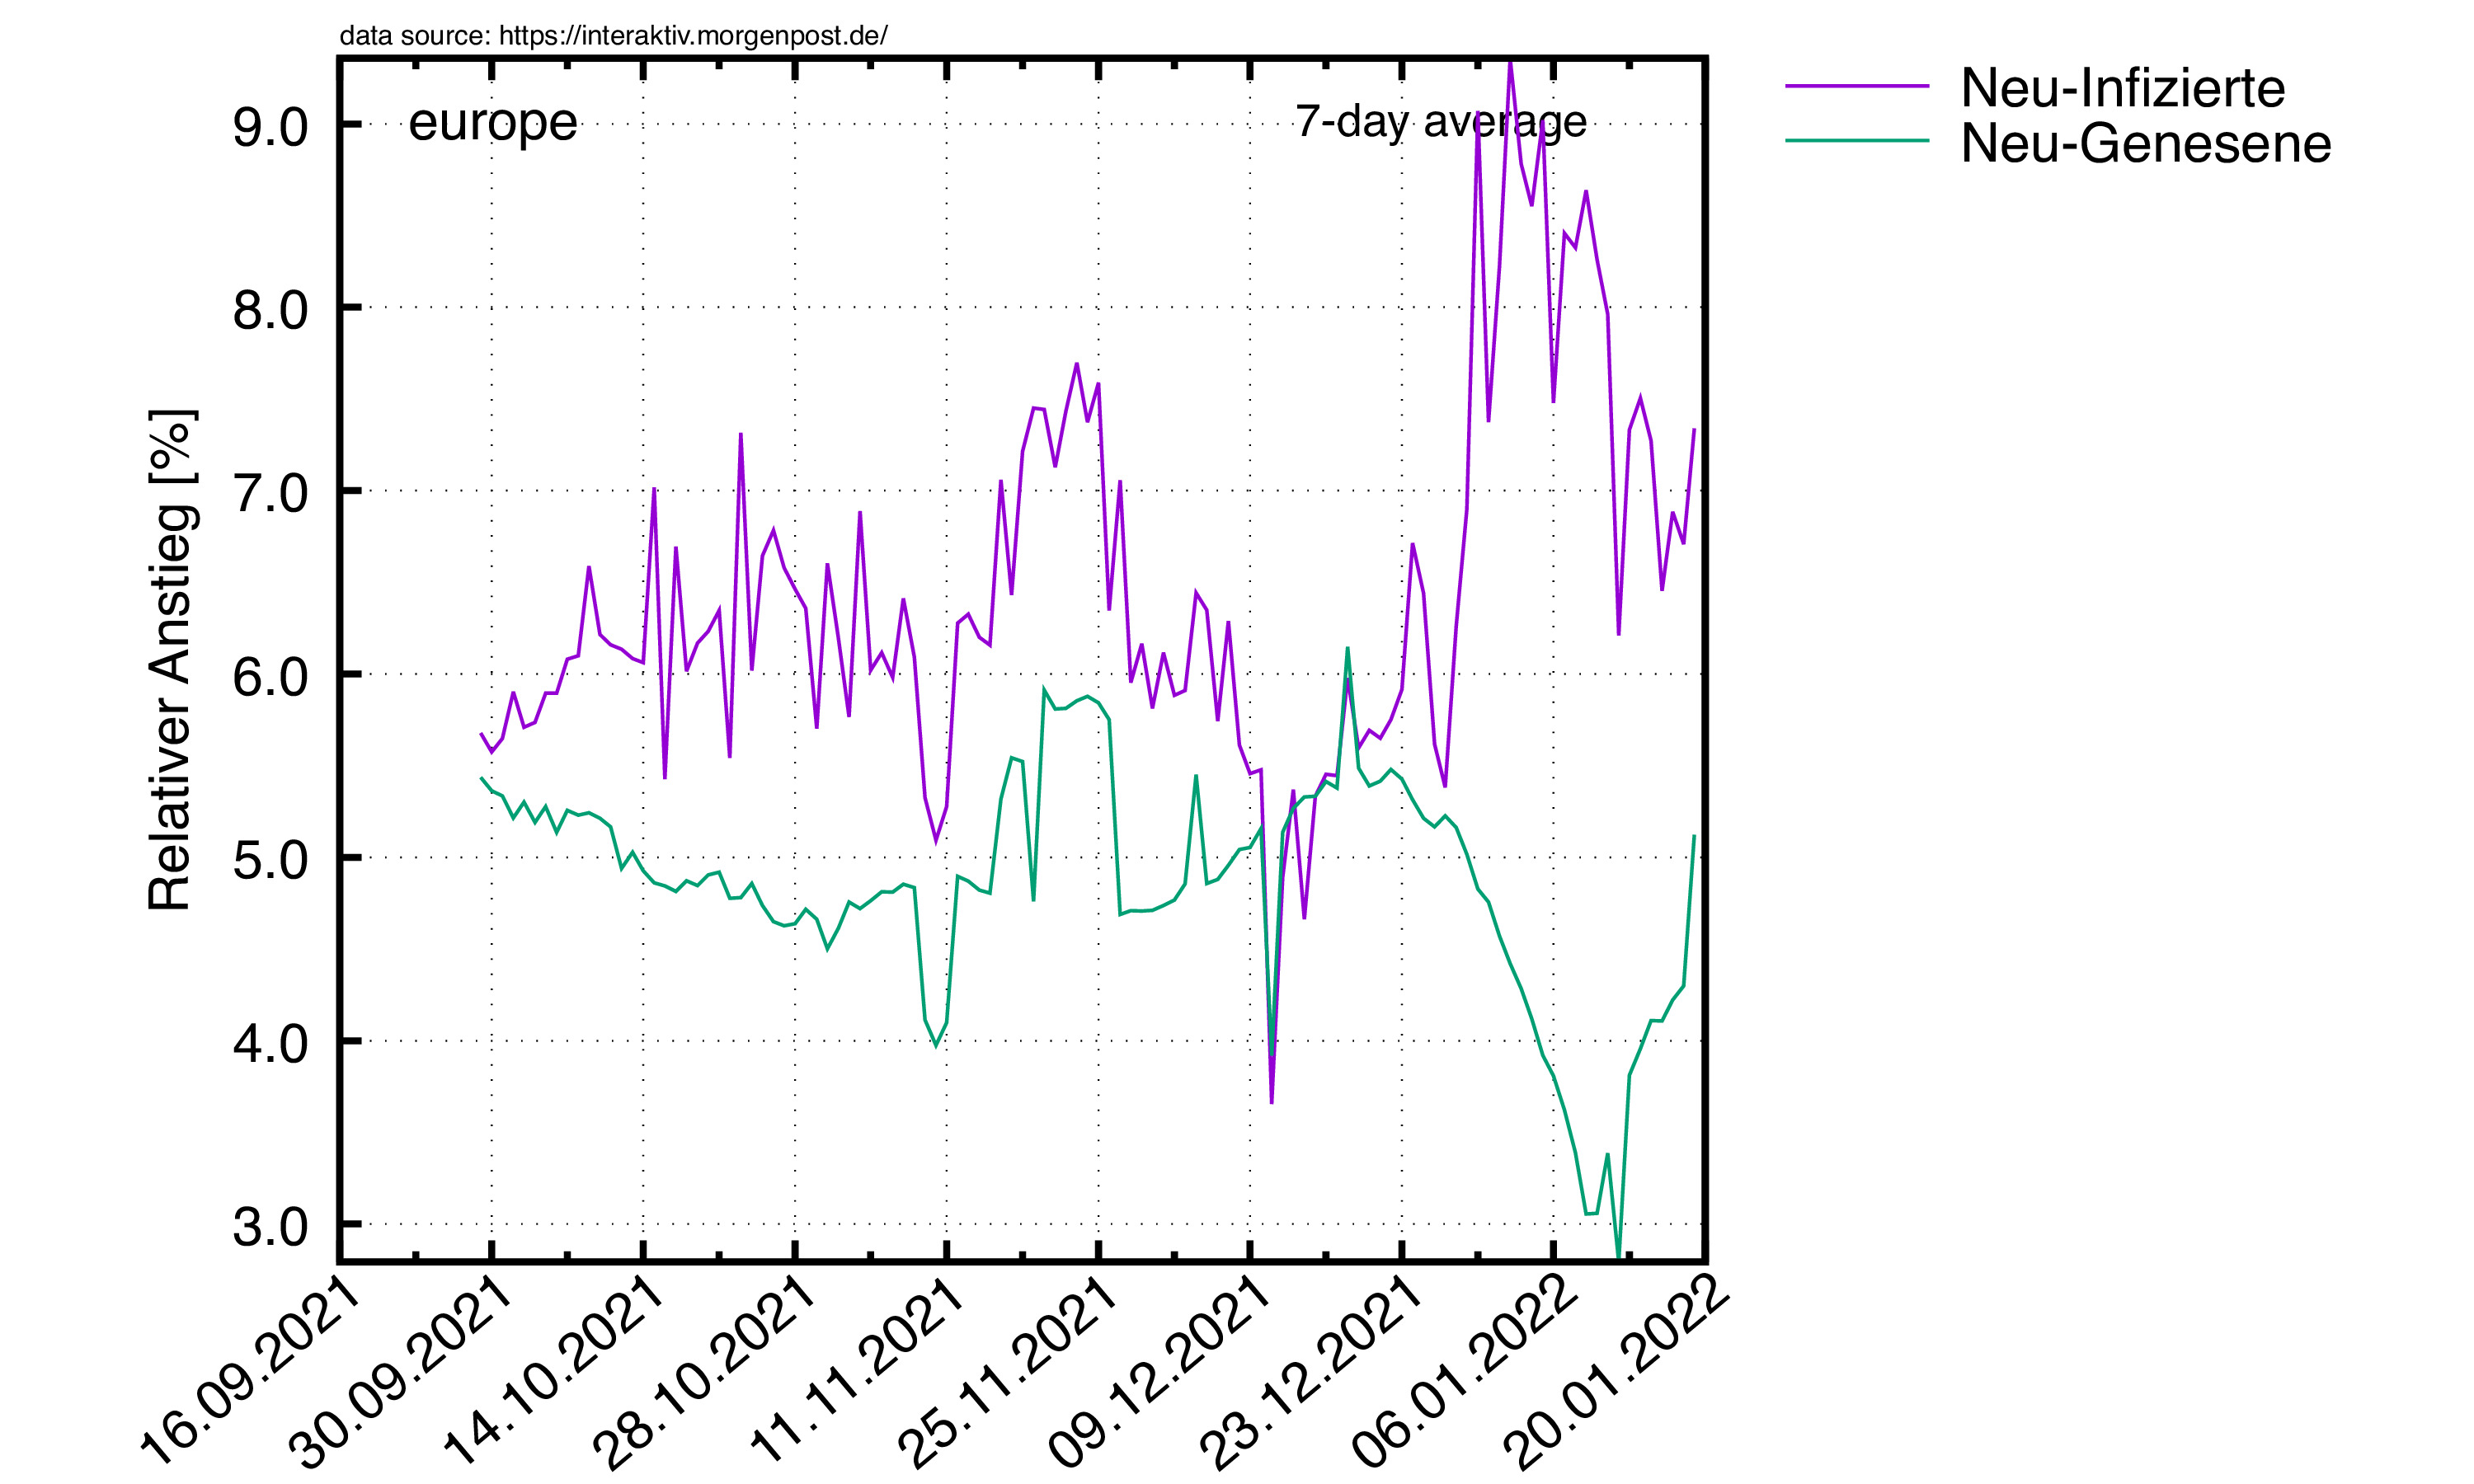 data source: https://interaktiv.morgenpost.de/
europe
7-day average
Neu-Infizierte
Neu-Genesene
Relativer Anstieg [%]
9.0
8.0
7.0
6.0
5.0
4.0
3.0
16.09.2021
30.09.2021
14.10.2021
28.10.2021
11.11.2021
25.11.2021
09.12.2021
23.12.2021
06.01.2022
20.01.2022